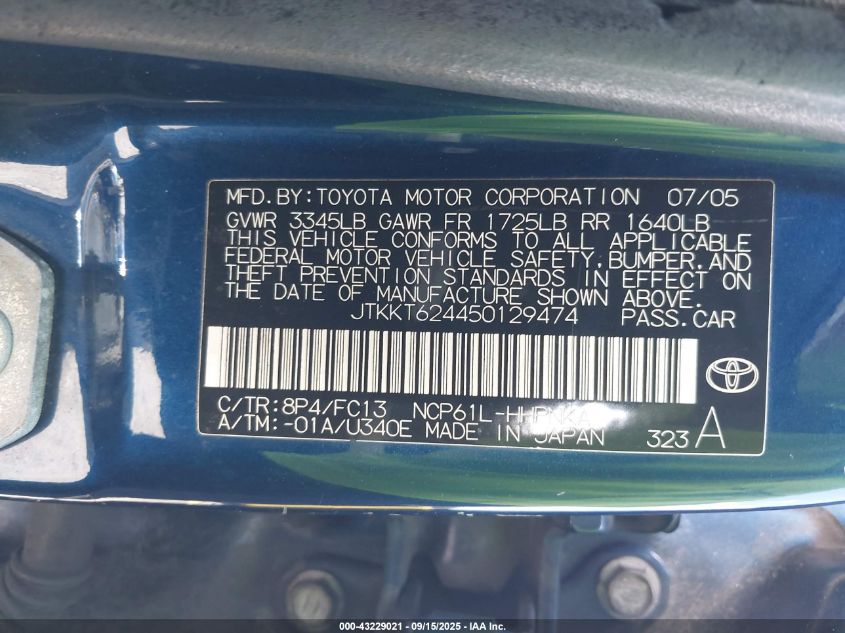 MFD.BY:TOYOTA MOTOR CORPORATION 07/05
GVWR 3345LB GAWR FR 1725LB RR 1640LB
THIS VEHICLE CONFORMS TO ALL APPLICABLE
FEDERAL MOTOR VEHICLE SAFETY, BUMPER, AND
THEFT PREVENTION STANDARDS IN EFFECT ON
THE DATE OF MANUFACTURE SHOWN ABOVE.
JTKKT624450129474 PASS.CAR
C/TR:8P4/FC13
A/TM:-01A/U340E MADE IN JAPAN 323 A
000-43229021 - 09/15/2025 - IAA Inc.